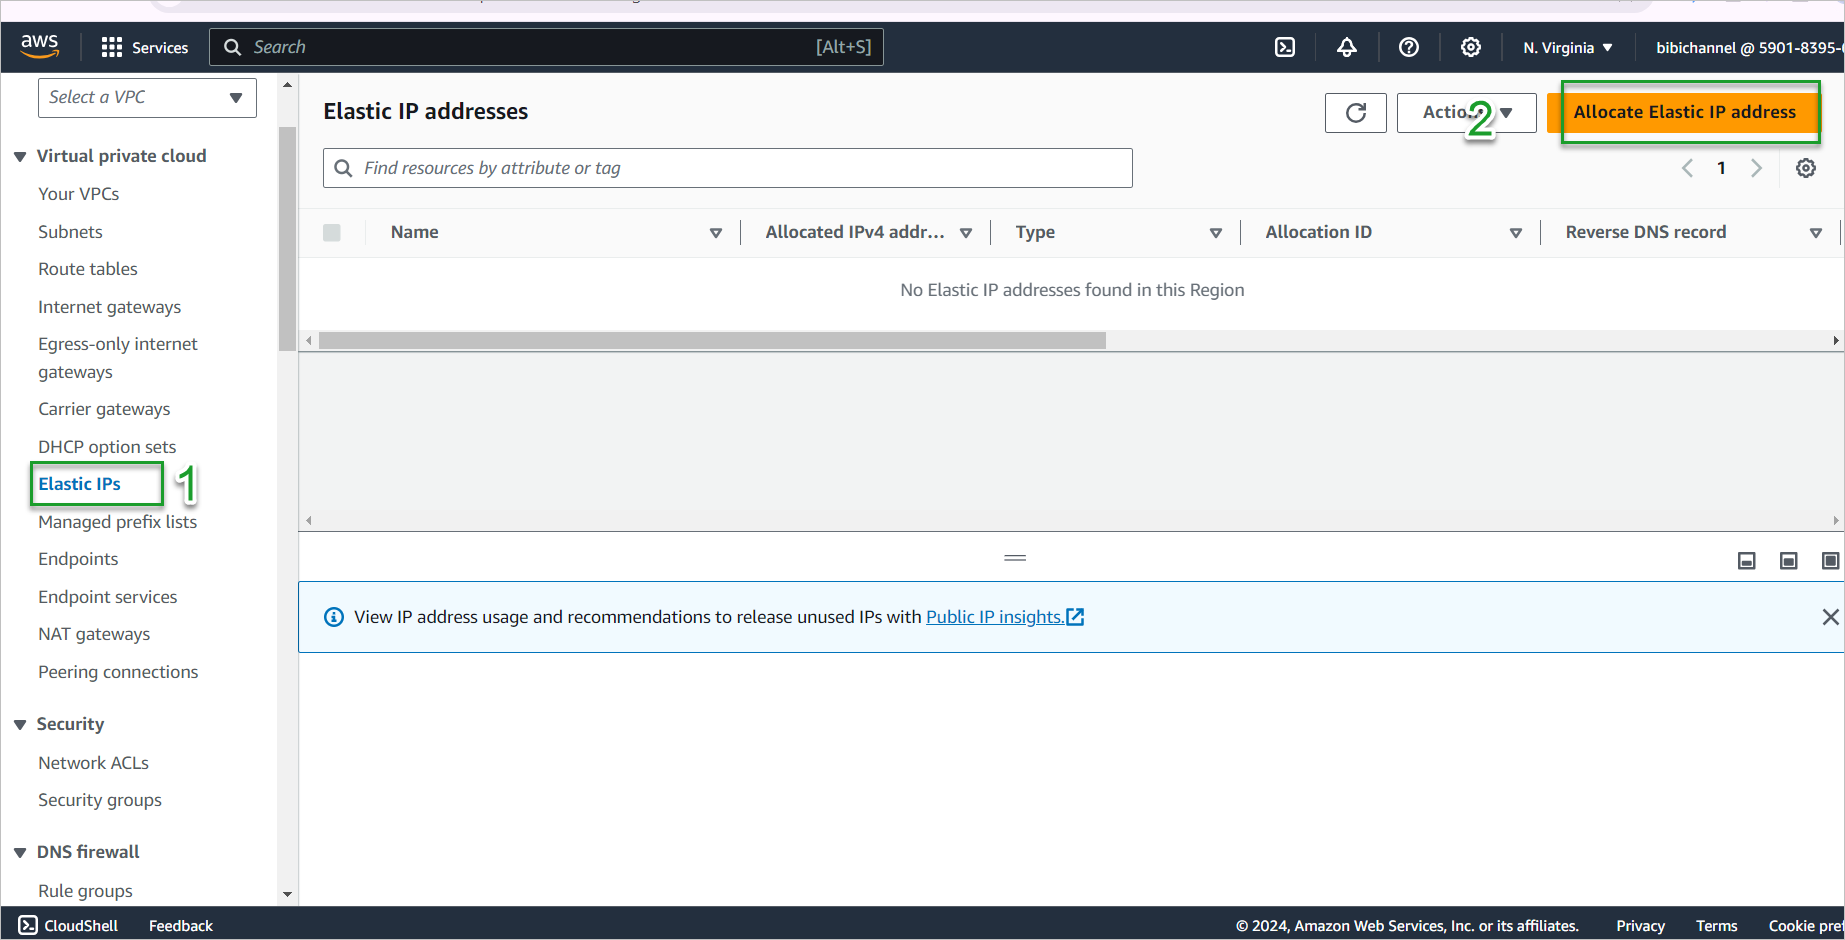 aws
Services
Search
[Alt+S]
N. Virginia
bibichannel @ 5901-8395-
Select a VPC
Virtual private cloud
Your VPCs
Subnets
Route tables
Internet gateways
Egress-only internet
gateways
Carrier gateways
DHCP option sets
Elastic IPs
1
Managed prefix lists
Endpoints
Endpoint services
NAT gateways
Peering connections
Security
Network ACLs
Security groups
DNS firewall
Rule groups
Elastic IP addresses
2
Allocate Elastic IP address
Find resources by attribute or tag
1
Name
Allocated IPv4 addr...
Type
Allocation ID
Reverse DNS record
No Elastic IP addresses found in this Region
View IP address usage and recommendations to release unused IPs with Public IP insights.
CloudShell
Feedback
© 2024, Amazon Web Services, Inc. or its affiliates.
Privacy
Terms
Cookie pre